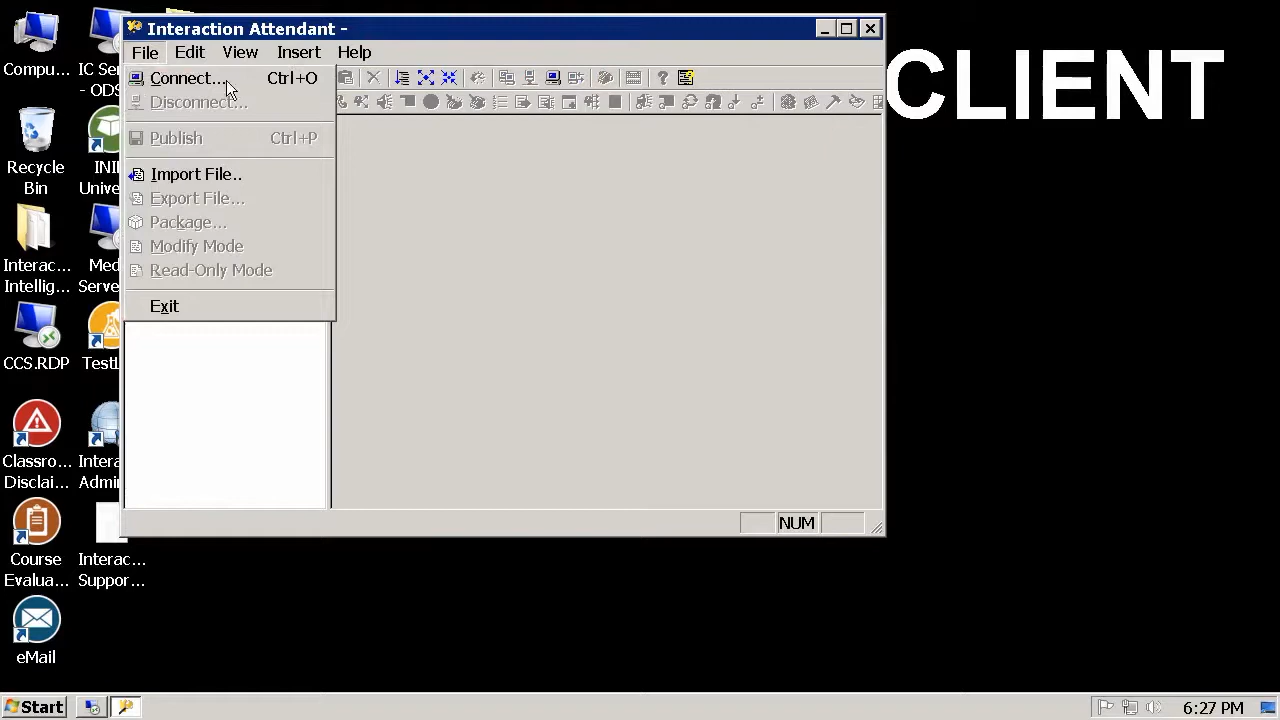 Interaction Attendant -
File Edit View Insert Help
Connect... Ctrl+O
Disconnect...
Publish Ctrl+P
Import File..
Export File...
Package...
Modify Mode
Read-Only Mode
Exit
NUM
CLIENT
Compu...
IC Ser
- ODS
Recycle
Bin
INI
Unive
Interac...
Intellig...
Med
Serve
CCS.RDP
TestL
Classro...
Disclai...
Intera
Admi
Course
Evalua...
Interac...
Suppor...
eMail
Start
6:27 PM